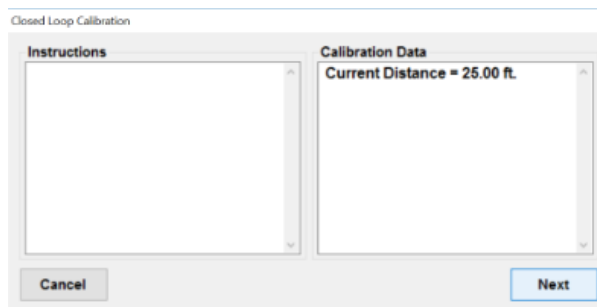 Closed Loop Calibration
Instructions
Calibration Data
Current Distance = 25.00 ft.
Cancel
Next